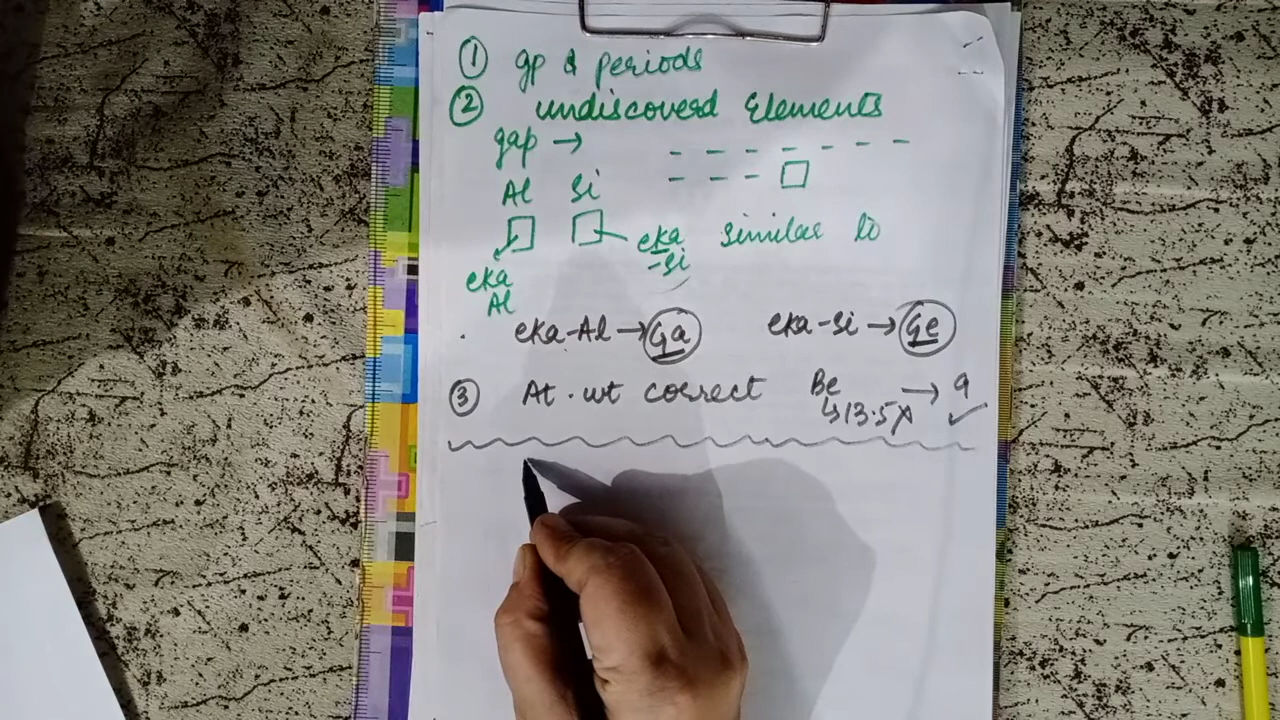 ① gp & periods
② undiscoverd Elements
gap →
Al Si
eka Al
eka -Si similar to
eka-Al → Ga eka-Si → Ge
③ At. wt correct Be ↳13.5 X → 9 ✓